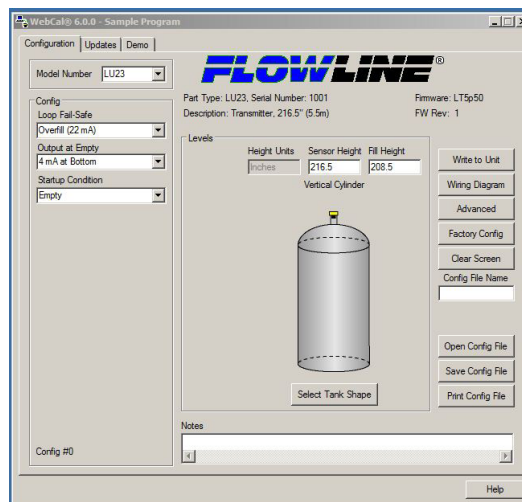 WebCal® 6.0.0 - Sample Program
Configuration Updates Demo
Model Number LU23
FLOWLINE®
Part Type: LU23, Serial Number: 1001 Firmware: LT5p50
Description: Transmitter, 216.5" (5.5m) FW Rev: 1
Config
Loop Fail-Safe
Overfill (22 mA)
Output at Empty
4 mA at Bottom
Startup Condition
Empty
Config #0
Levels
Height Units Sensor Height Fill Height
Inches 216.5 208.5
Vertical Cylinder
Select Tank Shape
Write to Unit
Wiring Diagram
Advanced
Factory Config
Clear Screen
Config File Name
Open Config File
Save Config File
Print Config File
Notes
Help